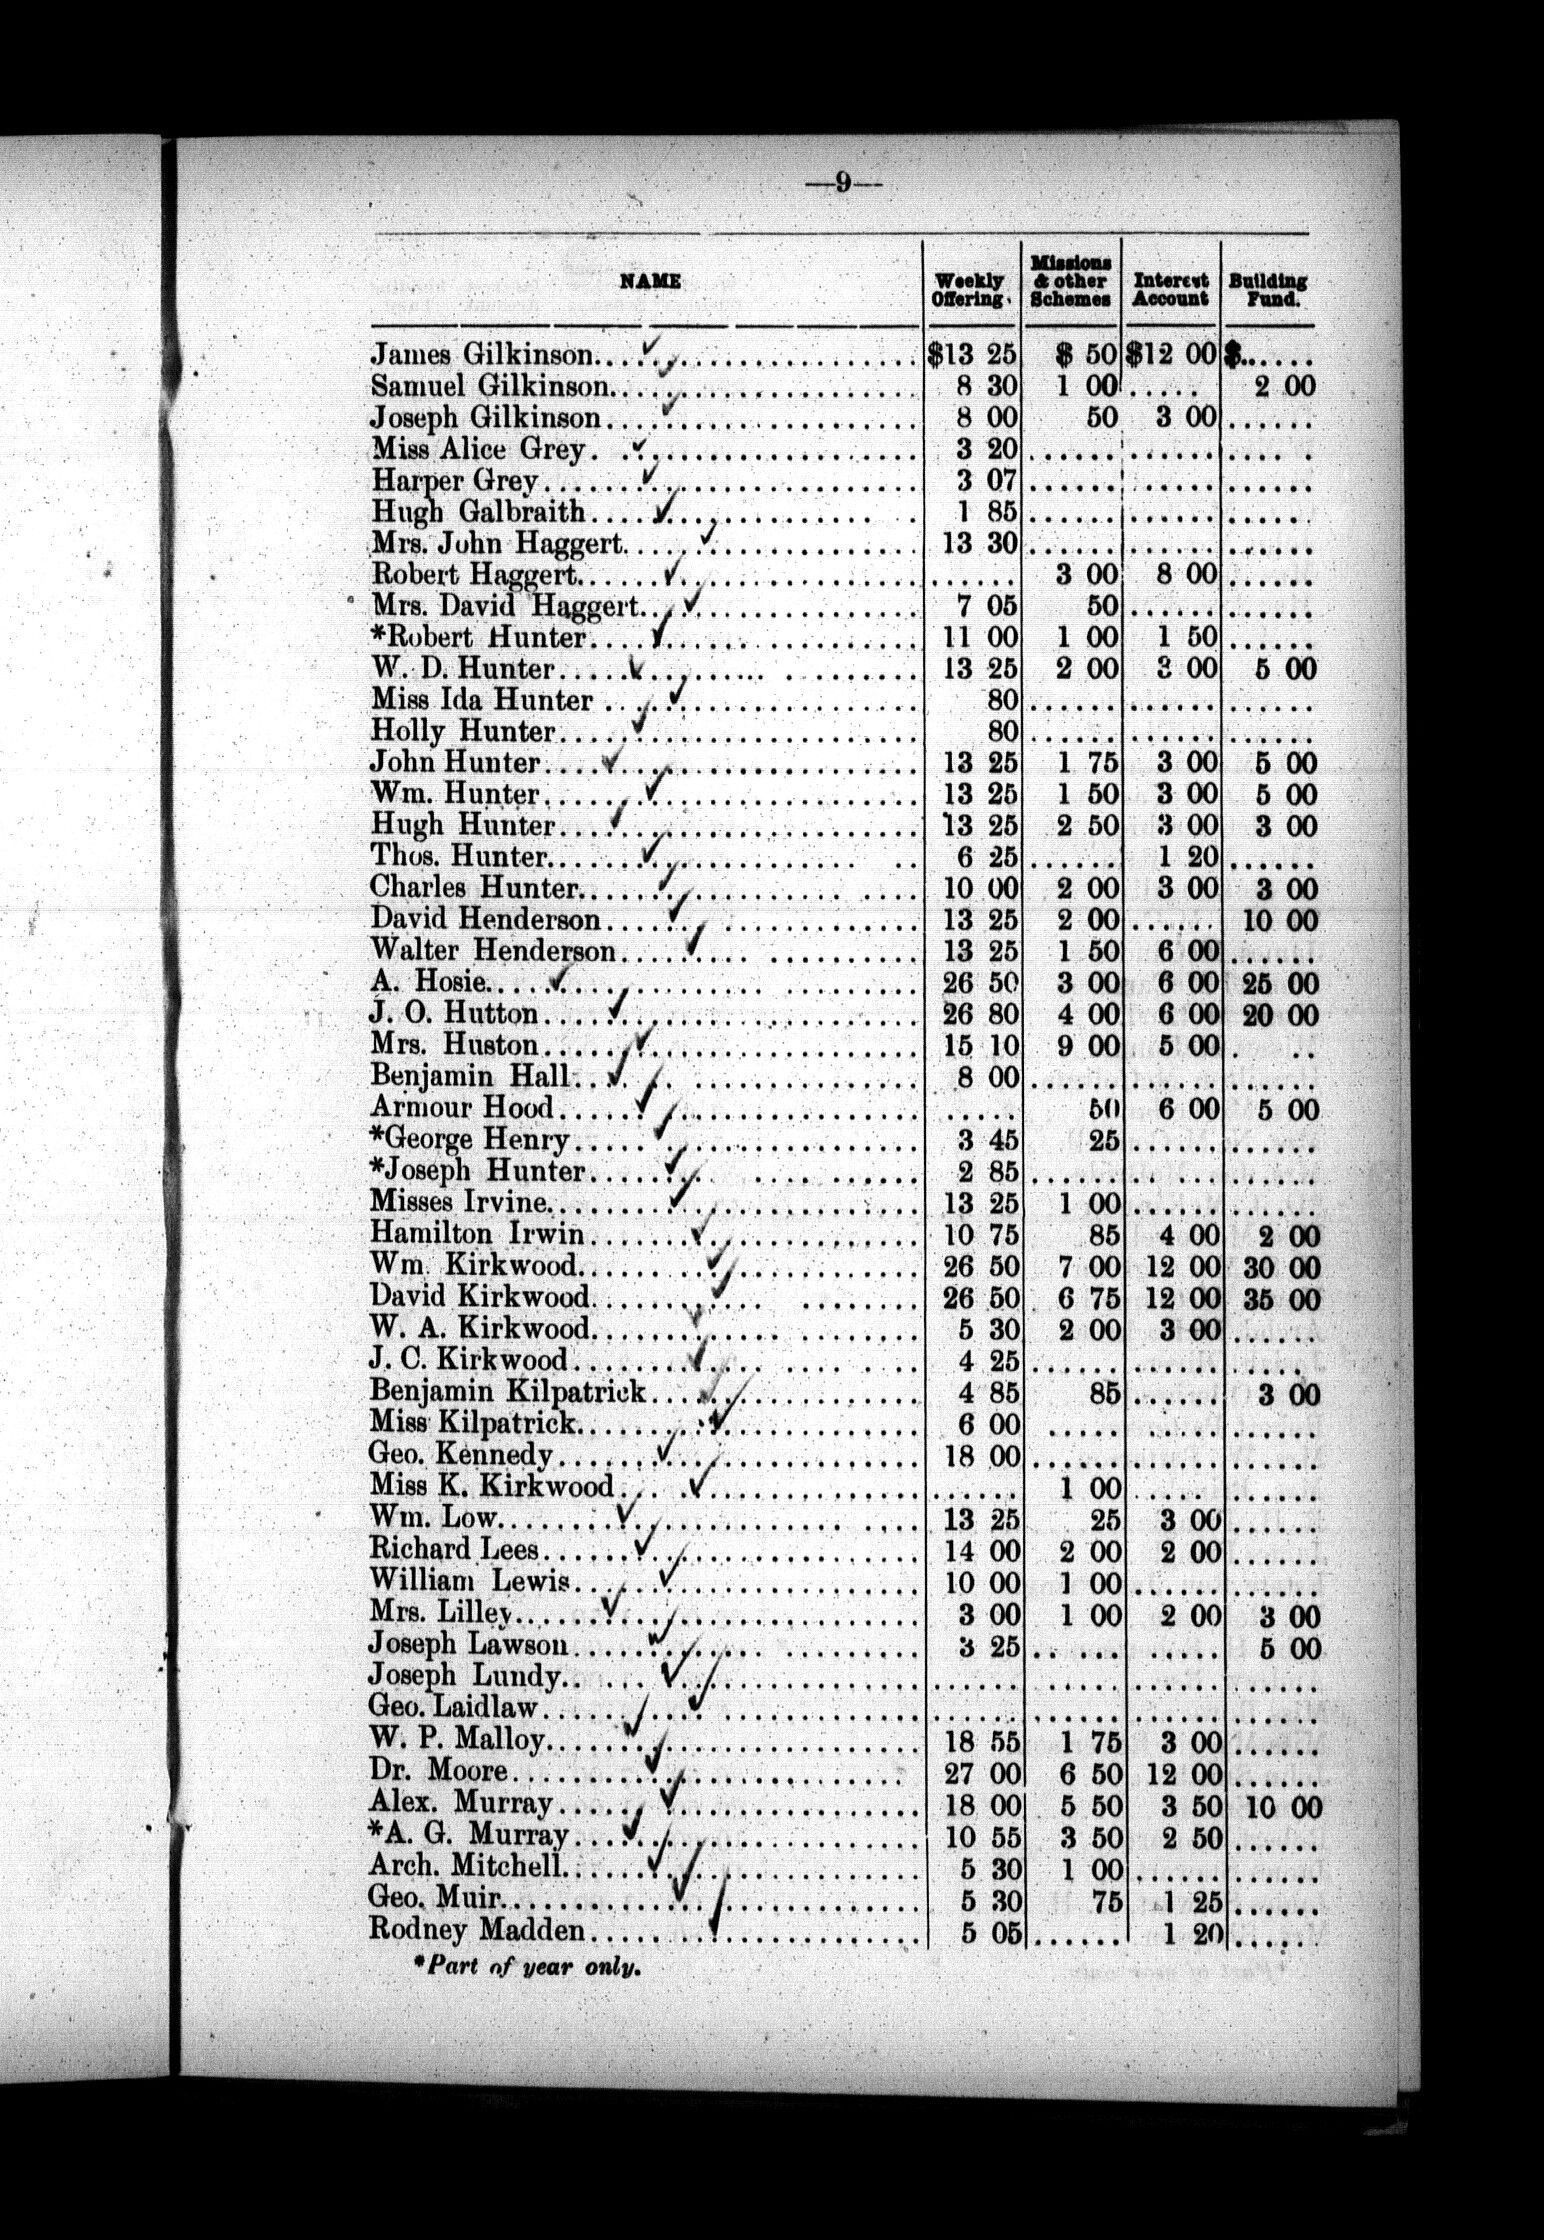 —9—
NAME Weekly Offering. Missions & other Schemes Interest Account Building Fund.
James Gilkinson $13 25 $ 50 $12 00 $......
Samuel Gilkinson 8 30 1 00 ..... 2 00
Joseph Gilkinson 8 00 50 3 00 ......
Miss Alice Grey 3 20 ...... ...... ......
Harper Grey 3 07 ...... ...... ......
Hugh Galbraith 1 85 ...... ...... ......
Mrs. John Haggert 13 30 ...... ...... ......
Robert Haggert ...... 3 00 8 00 ......
Mrs. David Haggert 7 05 50 ...... ......
*Robert Hunter 11 00 1 00 1 50 ......
W. D. Hunter 13 25 2 00 3 00 5 00
Miss Ida Hunter 80 ...... ...... ......
Holly Hunter 80 ...... ...... ......
John Hunter 13 25 1 75 3 00 5 00
Wm. Hunter 13 25 1 50 3 00 5 00
Hugh Hunter 13 25 2 50 3 00 3 00
Thos. Hunter 6 25 ...... 1 20 ......
Charles Hunter 10 00 2 00 3 00 3 00
David Henderson 13 25 2 00 ...... 10 00
Walter Henderson 13 25 1 50 6 00 ......
A. Hosie 26 50 3 00 6 00 25 00
J. O. Hutton 26 80 4 00 6 00 20 00
Mrs. Huston 15 10 9 00 5 00 . ..
Benjamin Hall 8 00 ...... ...... ......
Armour Hood ..... 50 6 00 5 00
*George Henry 3 45 25 ...... ......
*Joseph Hunter 2 85 ...... ...... ......
Misses Irvine 13 25 1 00 ...... ......
Hamilton Irwin 10 75 85 4 00 2 00
Wm. Kirkwood 26 50 7 00 12 00 30 00
David Kirkwood 26 50 6 75 12 00 35 00
W. A. Kirkwood 5 30 2 00 3 00 ......
J. C. Kirkwood 4 25 ...... ...... .....
Benjamin Kilpatrick 4 85 85 ...... 3 00
Miss Kilpatrick 6 00 ..... ..... ......
Geo. Kennedy 18 00 ...... ...... ......
Miss K. Kirkwood ...... 1 00 ...... ......
Wm. Low 13 25 25 3 00 ......
Richard Lees 14 00 2 00 2 00 ......
William Lewis 10 00 1 00 ...... .....
Mrs. Lilley 3 00 1 00 2 00 3 00
Joseph Lawson 3 25 .. ... ..... 5 00
Joseph Lundy ...... ...... ...... ......
Geo. Laidlaw ...... ...... ...... ......
W. P. Malloy 18 55 1 75 3 00 ......
Dr. Moore 27 00 6 50 12 00 ......
Alex. Murray 18 00 5 50 3 50 10 00
*A. G. Murray 10 55 3 50 2 50 ......
Arch. Mitchell 5 30 1 00 ...... ......
Geo. Muir 5 30 75 1 25 ......
Rodney Madden 5 05 ...... 1 20 .....
*Part of year only.